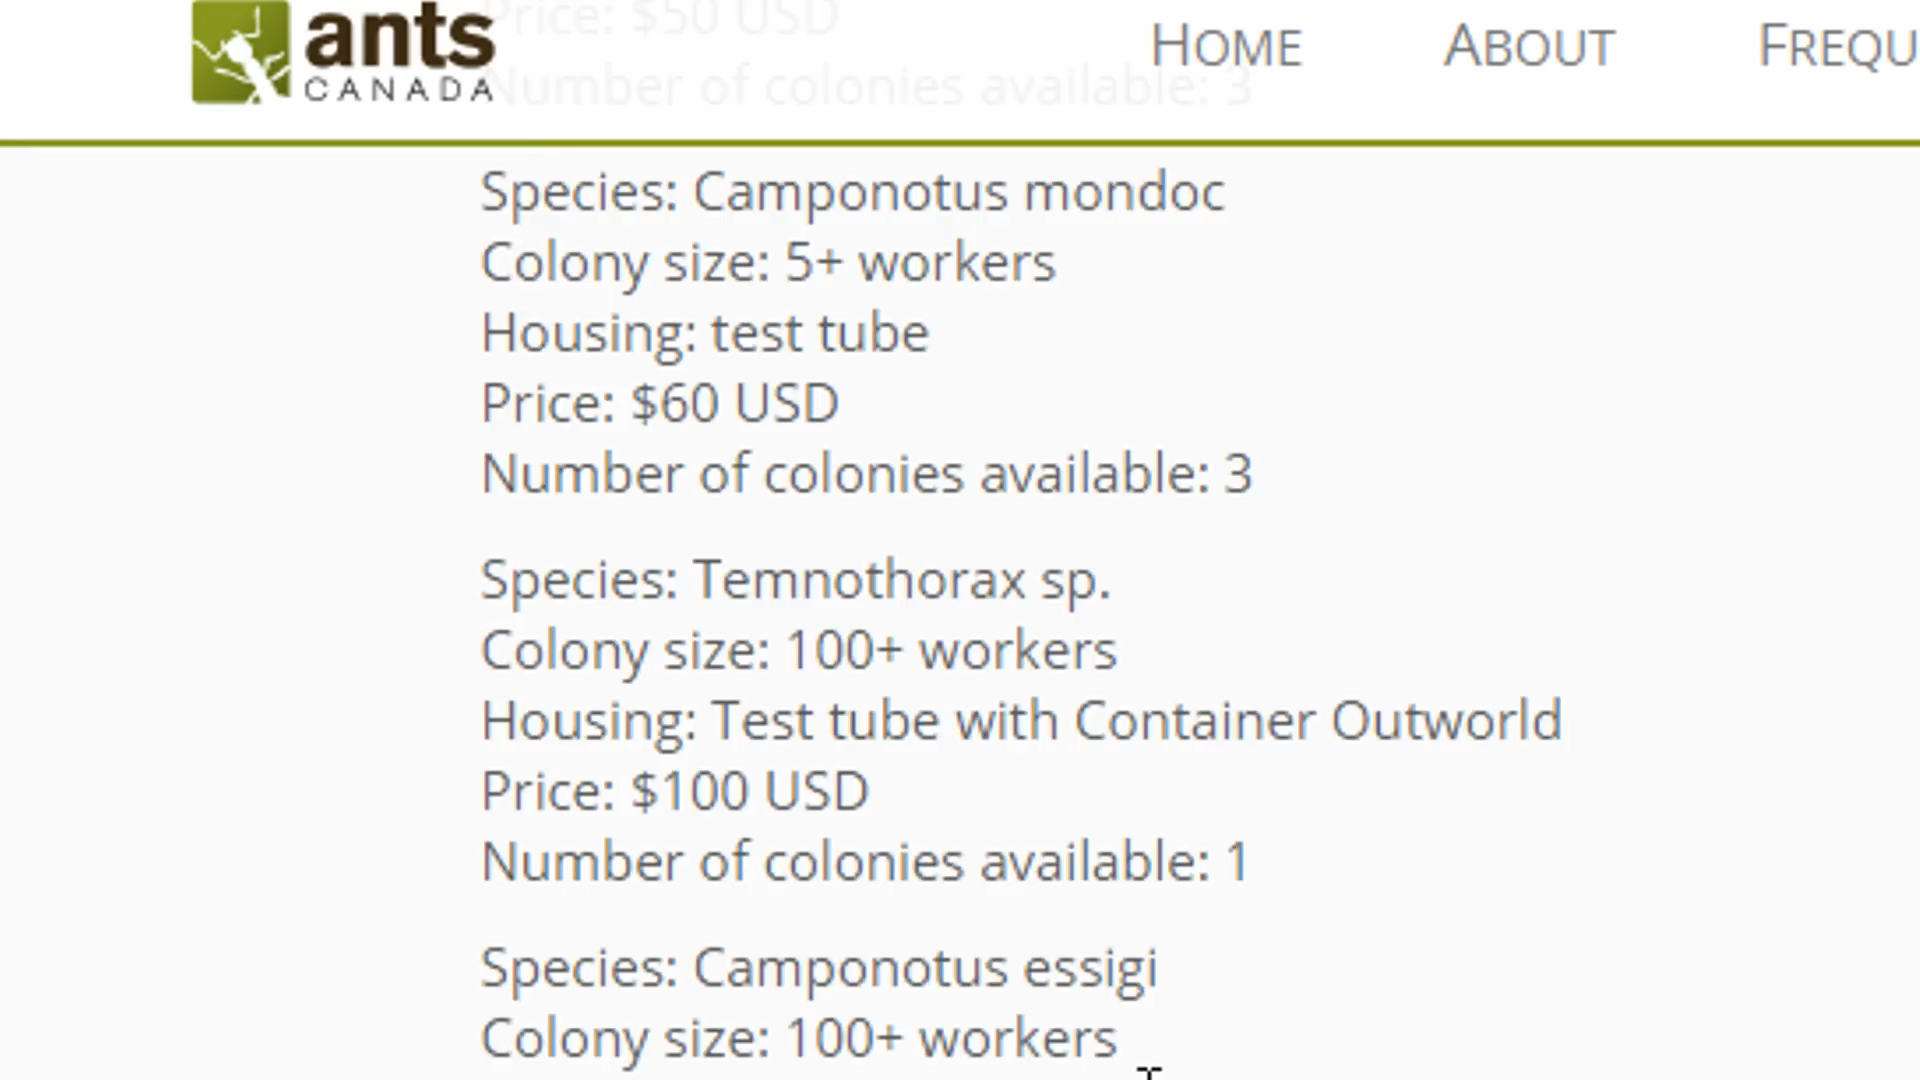 ants
CANADA
Price: $50 USD
Number of colonies available: 3
HOME
ABOUT
FREQU
Species: Camponotus mondoc
Colony size: 5+ workers
Housing: test tube
Price: $60 USD
Number of colonies available: 3
Species: Temnothorax sp.
Colony size: 100+ workers
Housing: Test tube with Container Outworld
Price: $100 USD
Number of colonies available: 1
Species: Camponotus essigi
Colony size: 100+ workers